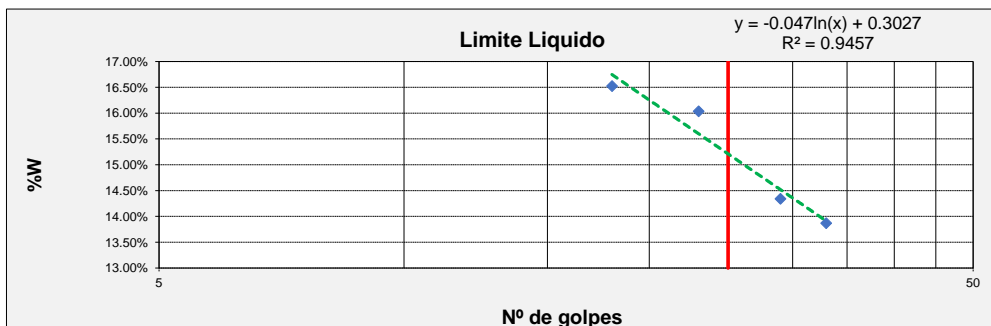 y = -0.047ln(x) + 0.3027
Limite Liquido
R² = 0.9457
17.00%
16.50%
16.00%
15.50%
15.00%
14.50%
14.00%
13.50%
13.00%
%W
5
50
Nº de golpes